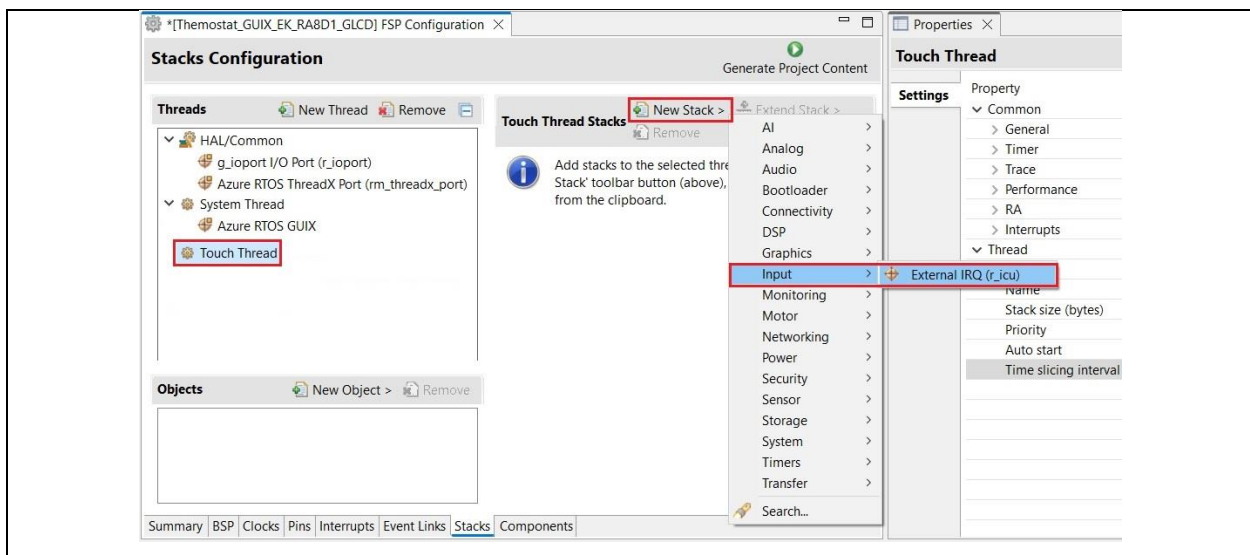 *[Themostat_GUIX_EK_RA8D1_GLCD] FSP Configuration
Stacks Configuration
Generate Project Content
Threads
New Thread
Remove
HAL/Common
g_ioport I/O Port (r_ioport)
Azure RTOS ThreadX Port (rm_threadx_port)
System Thread
Azure RTOS GUIX
Touch Thread
Objects
New Object >
Remove
Touch Thread Stacks
New Stack >
Extend Stack >
Remove
Add stacks to the selected thre
Stack' toolbar button (above),
from the clipboard.
AI
Analog
Audio
Bootloader
Connectivity
DSP
Graphics
Input
External IRQ (r_icu)
Monitoring
Motor
Networking
Power
Security
Sensor
Storage
System
Timers
Transfer
Search...
Summary BSP Clocks Pins Interrupts Event Links Stacks Components
Properties
Touch Thread
Settings
Property
Common
General
Timer
Trace
Performance
RA
Interrupts
Thread
Name
Stack size (bytes)
Priority
Auto start
Time slicing interval